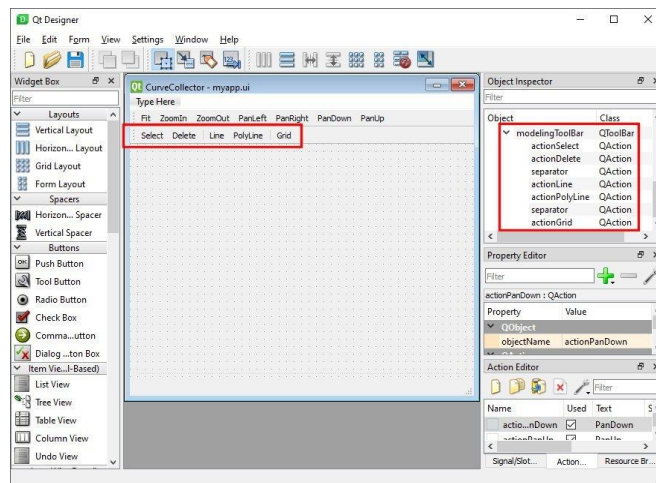 Qt Designer
File Edit Form View Settings Window Help
Widget Box
Filter
Layouts
Vertical Layout
Horizon... Layout
Grid Layout
Form Layout
Spacers
Horizon... Spacer
Vertical Spacer
Buttons
Push Button
Tool Button
Radio Button
Check Box
Comma...utton
Dialog ...ton Box
Item Vie...l-Based)
List View
Tree View
Table View
Column View
Undo View
CurveCollector - myapp.ui
Type Here
Fit ZoomIn ZoomOut PanLeft PanRight PanDown PanUp
Select Delete Line PolyLine Grid
Object Inspector
Filter
Object Class
modelingToolBar QToolBar
actionSelect QAction
actionDelete QAction
separator QAction
actionLine QAction
actionPolyLine QAction
separator QAction
actionGrid QAction
Property Editor
Filter
actionPanDown : QAction
Property Value
QObject
objectName actionPanDown
Action Editor
Filter
Name Used Text S
actio...nDown PanDown
actionPanUp PanUp
Signal/Slot... Action... Resource Br...